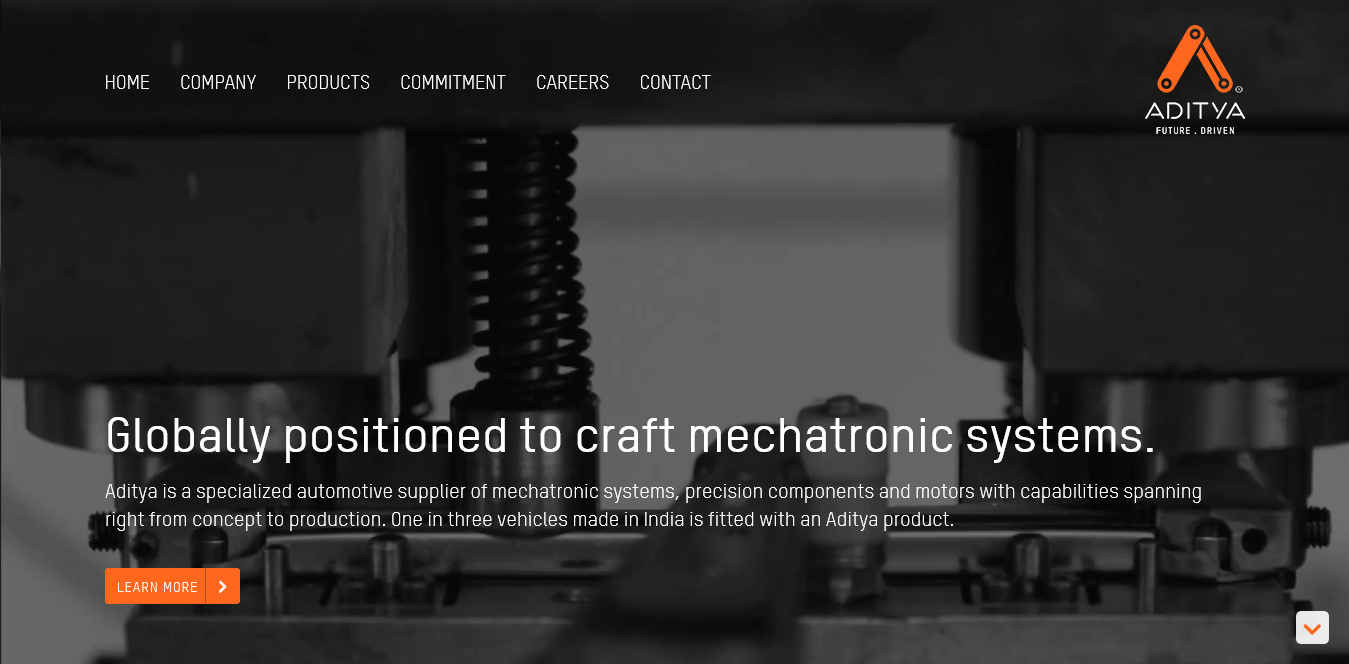 HOME COMPANY PRODUCTS COMMITMENT CAREERS CONTACT
ADITYA
FUTURE . DRIVEN
Globally positioned to craft mechatronic systems.
Aditya is a specialized automotive supplier of mechatronic systems, precision components and motors with capabilities spanning
right from concept to production. One in three vehicles made in India is fitted with an Aditya product.
LEARN MORE